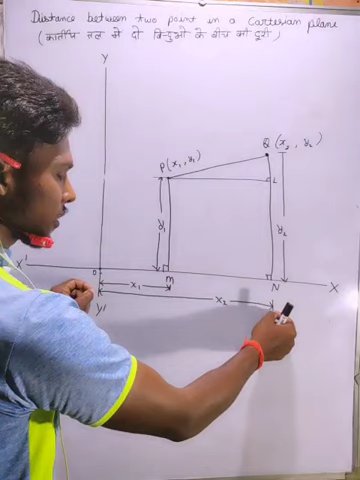 Distance between two point in a Cartesian plane
(कार्तीय तल में दो बिन्दुओं के बीच की दूरी)
Y
Q (x₂, y₂)
P(x₁, y₁)
L
y₁
y₂
X'
O
M
N
X
x₁
x₂
Y'